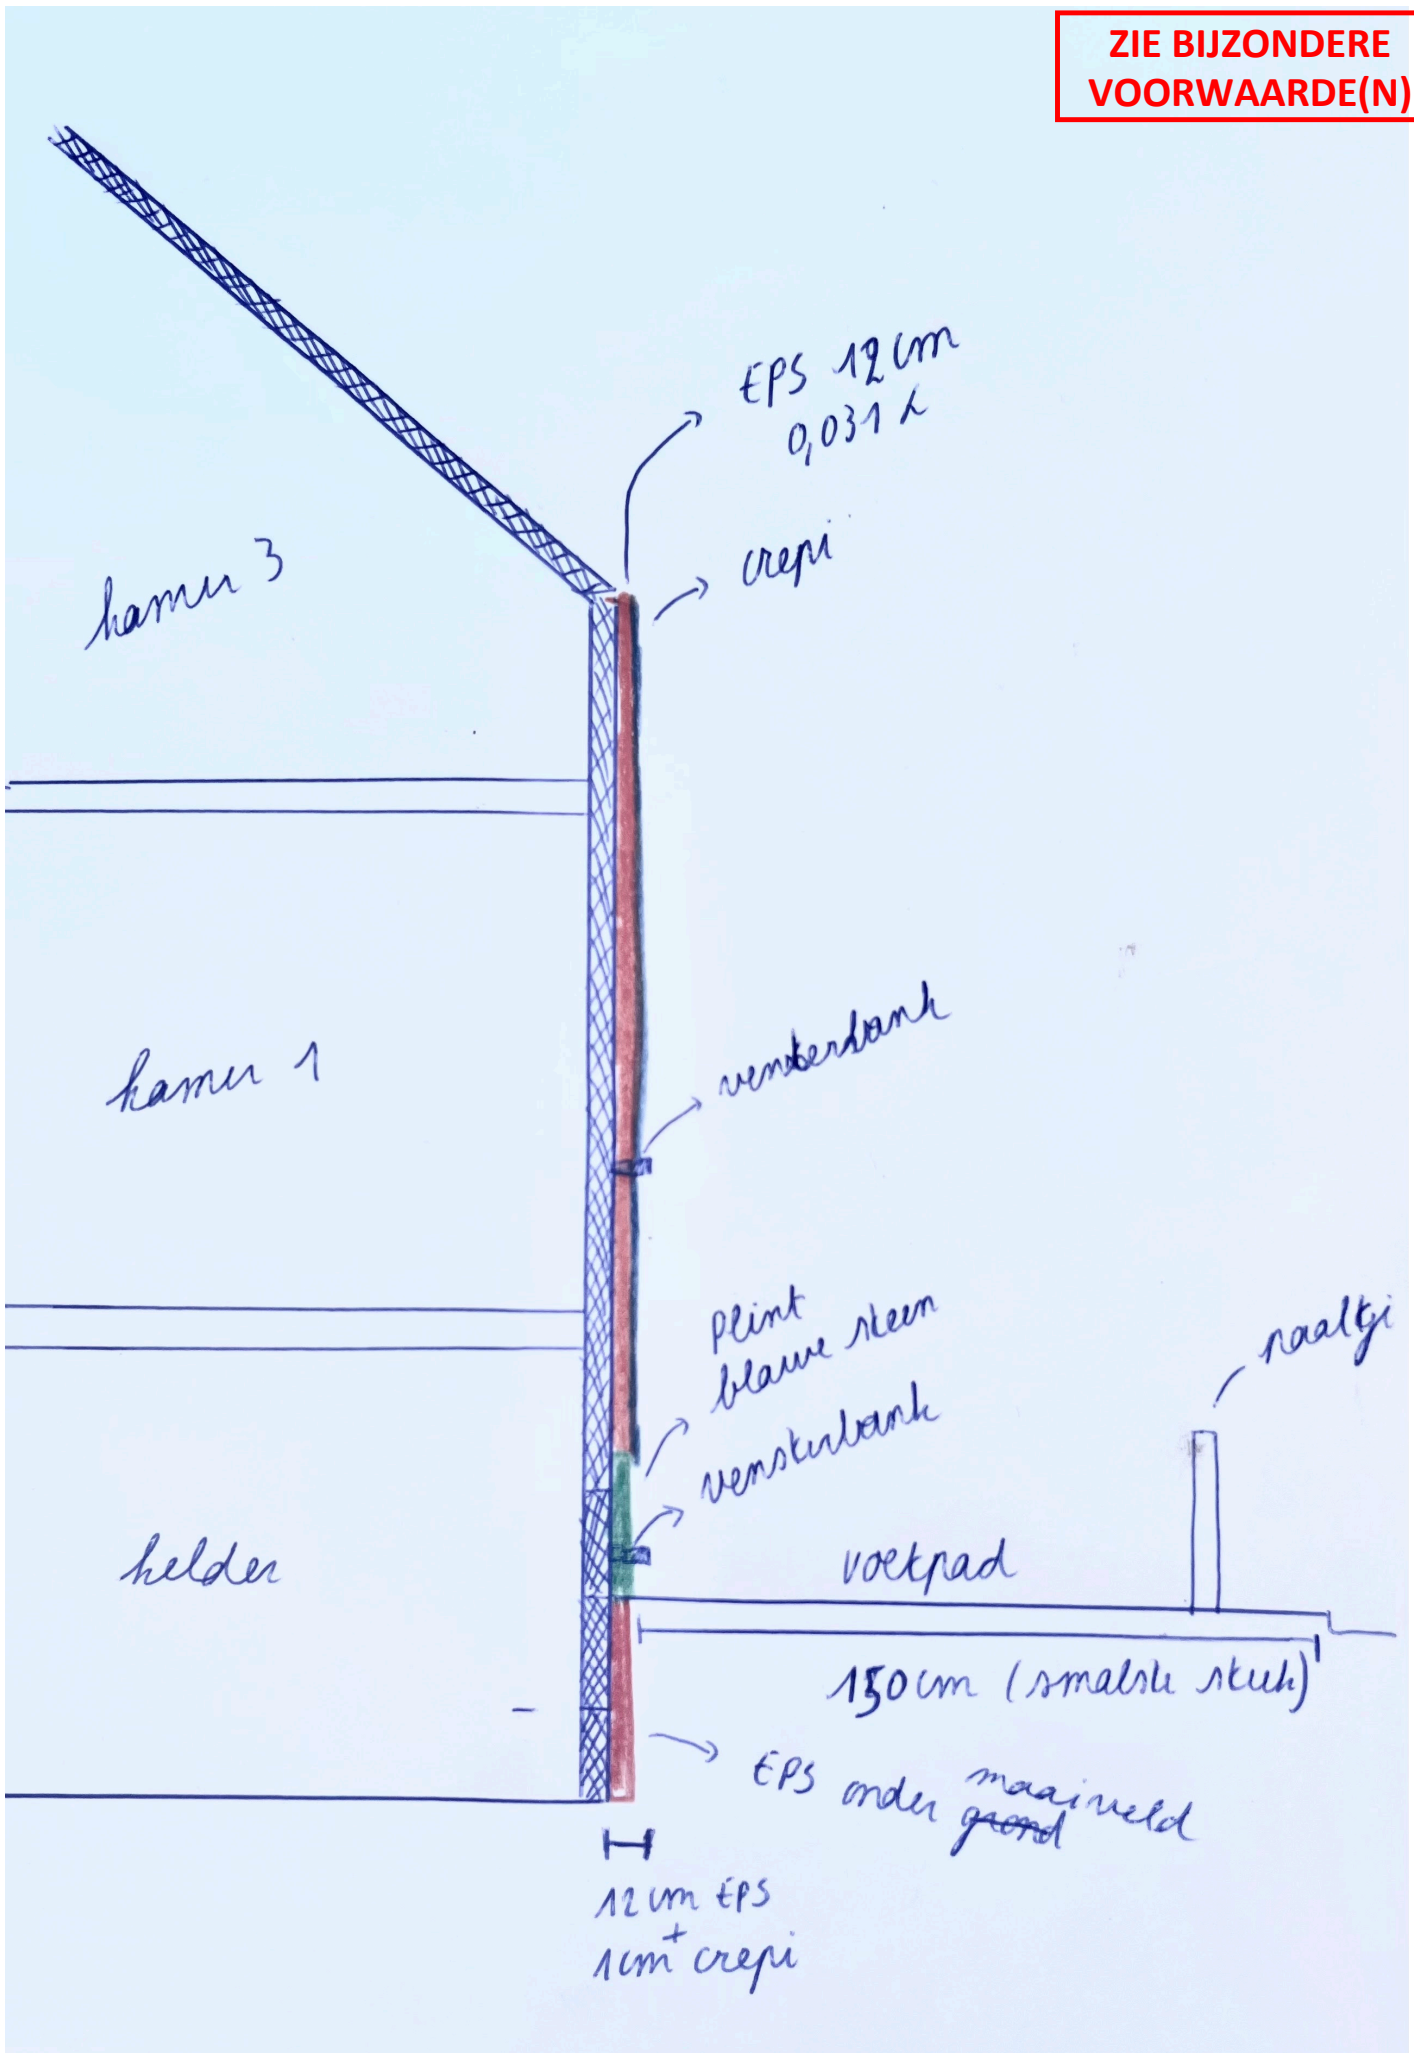 ZIE BIJZONDERE
VOORWAARDE(N)
EPS 12 cm
0,031 λ
crepi
kamer 3
vensterbank
kamer 1
plint
blauwe steen
paaltje
vensterbank
voetpad
kelder
150 cm (smalste stuk)
EPS onder maaiveld
grond
12 cm EPS
+
1 cm crepi